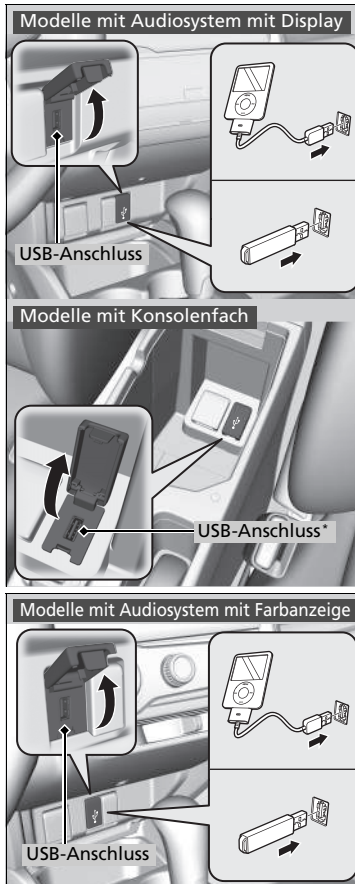 Modelle mit Audiosystem mit Display
USB-Anschluss
Modelle mit Konsolenfach
USB-Anschluss*
Modelle mit Audiosystem mit Farbanzeige
USB-Anschluss